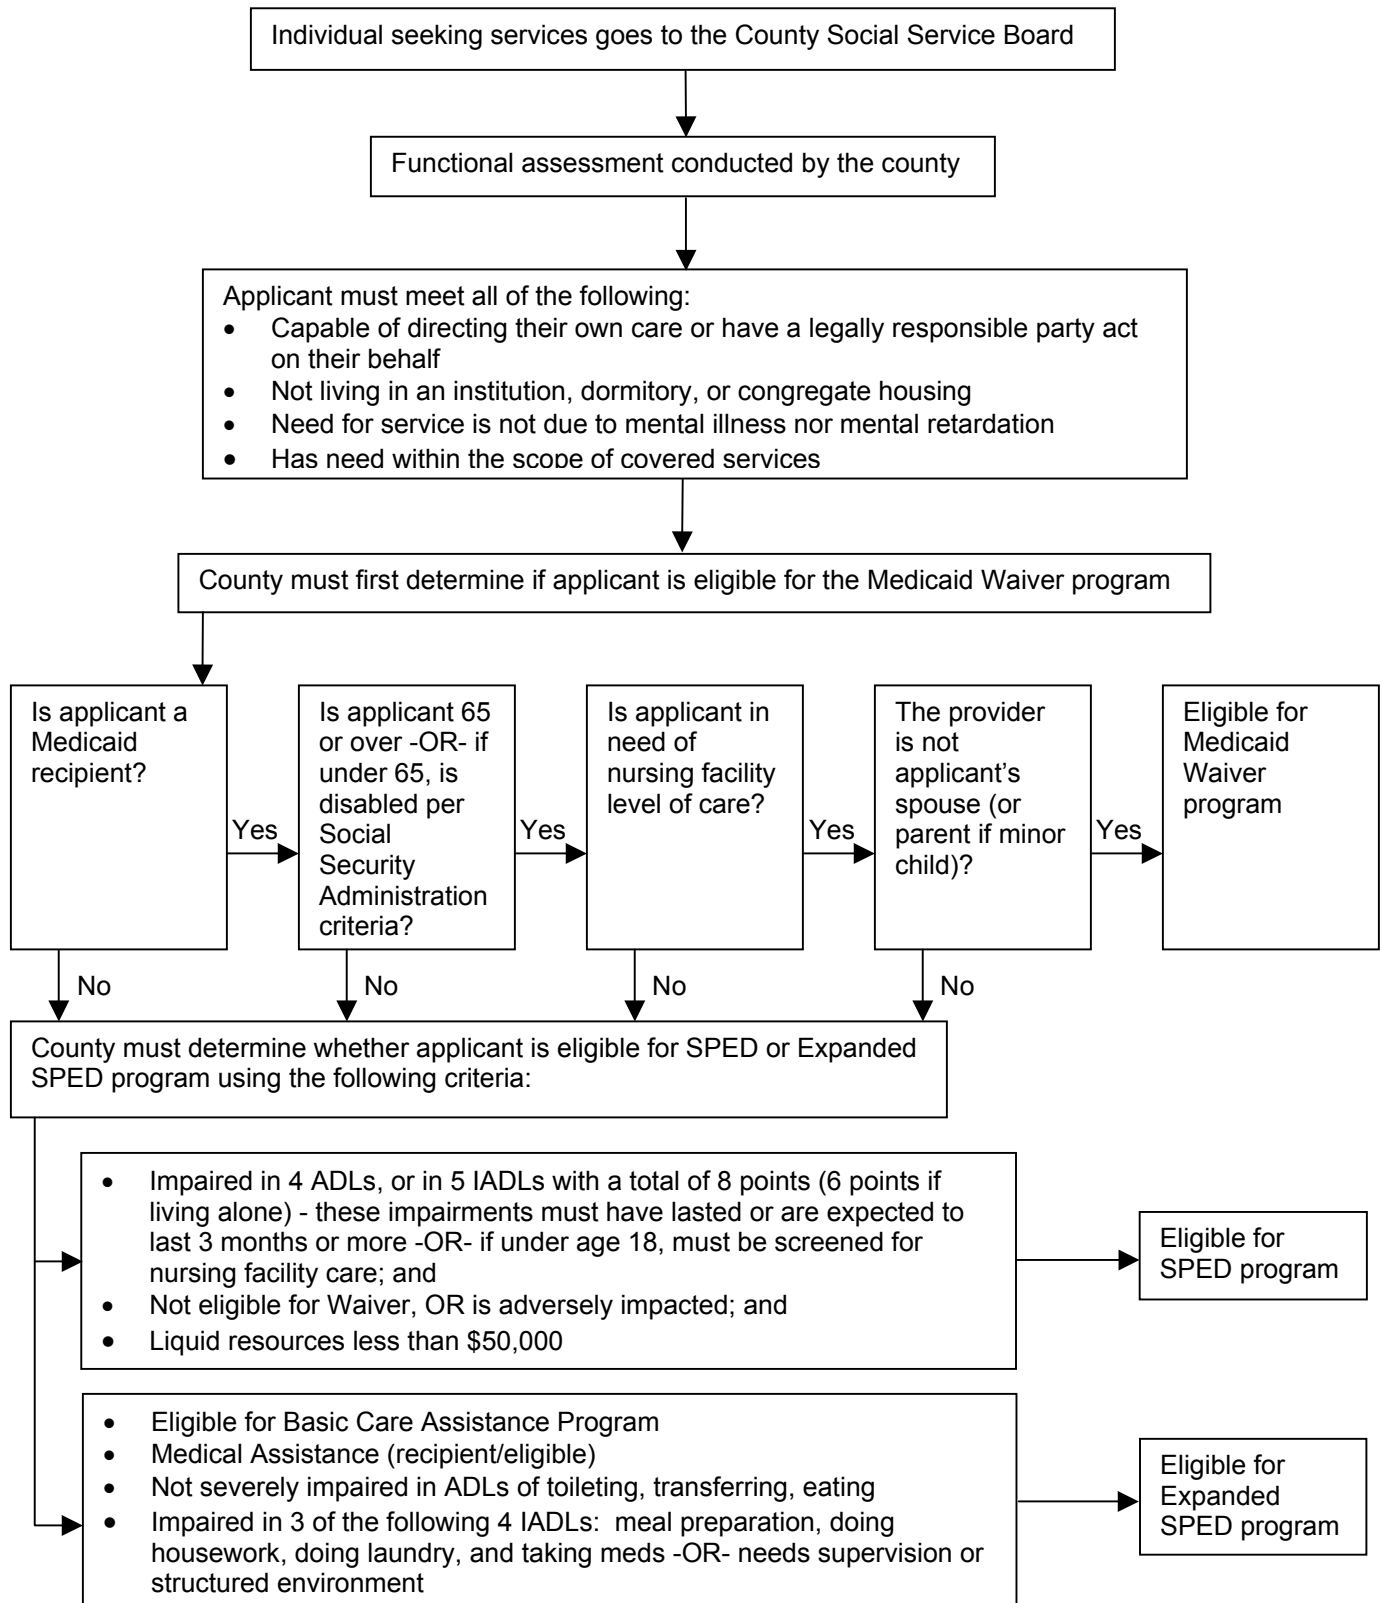 Individual seeking services goes to the County Social Service Board
Functional assessment conducted by the county
Applicant must meet all of the following:
• Capable of directing their own care or have a legally responsible party act
on their behalf
• Not living in an institution, dormitory, or congregate housing
• Need for service is not due to mental illness nor mental retardation
• Has need within the scope of covered services
County must first determine if applicant is eligible for the Medicaid Waiver program
Is applicant a
Medicaid
recipient?
Yes
Is applicant 65
or over -OR- if
under 65, is
disabled per
Social
Security
Administration
criteria?
Yes
Is applicant in
need of
nursing facility
level of care?
Yes
The provider
is not
applicant’s
spouse (or
parent if minor
child)?
Yes
Eligible for
Medicaid
Waiver
program
No
No
No
No
County must determine whether applicant is eligible for SPED or Expanded
SPED program using the following criteria:
• Impaired in 4 ADLs, or in 5 IADLs with a total of 8 points (6 points if
living alone) - these impairments must have lasted or are expected to
last 3 months or more -OR- if under age 18, must be screened for
nursing facility care; and
• Not eligible for Waiver, OR is adversely impacted; and
• Liquid resources less than $50,000
Eligible for
SPED program
• Eligible for Basic Care Assistance Program
• Medical Assistance (recipient/eligible)
• Not severely impaired in ADLs of toileting, transferring, eating
• Impaired in 3 of the following 4 IADLs:  meal preparation, doing
housework, doing laundry, and taking meds -OR- needs supervision or
structured environment
Eligible for
Expanded
SPED program